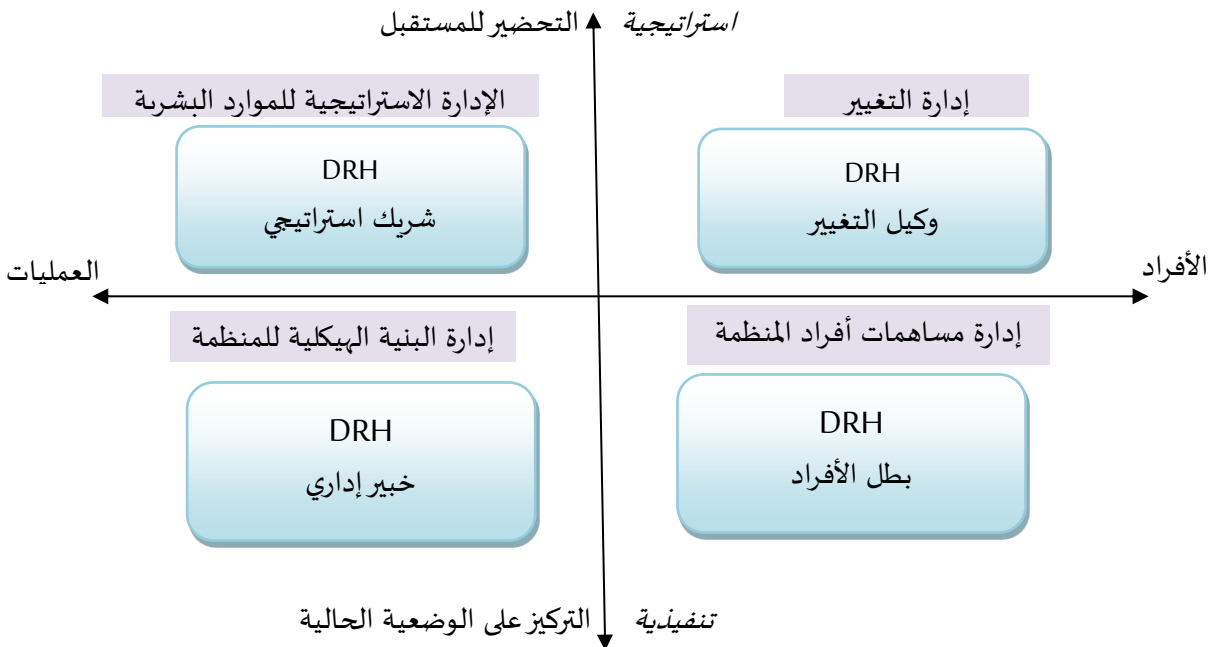 استراتيجية التحضير للمستقبل
إدارة التغيير
الإدارة الاستراتيجية للموارد البشرية
DRH
وكيل التغيير
DRH
شريك استراتيجي
الأفراد
العمليات
إدارة مساهمات أفراد المنظمة
إدارة البنية الهيكلية للمنظمة
DRH
بطل الأفراد
DRH
خبير إداري
تنفيذية التركيز على الوضعية الحالية